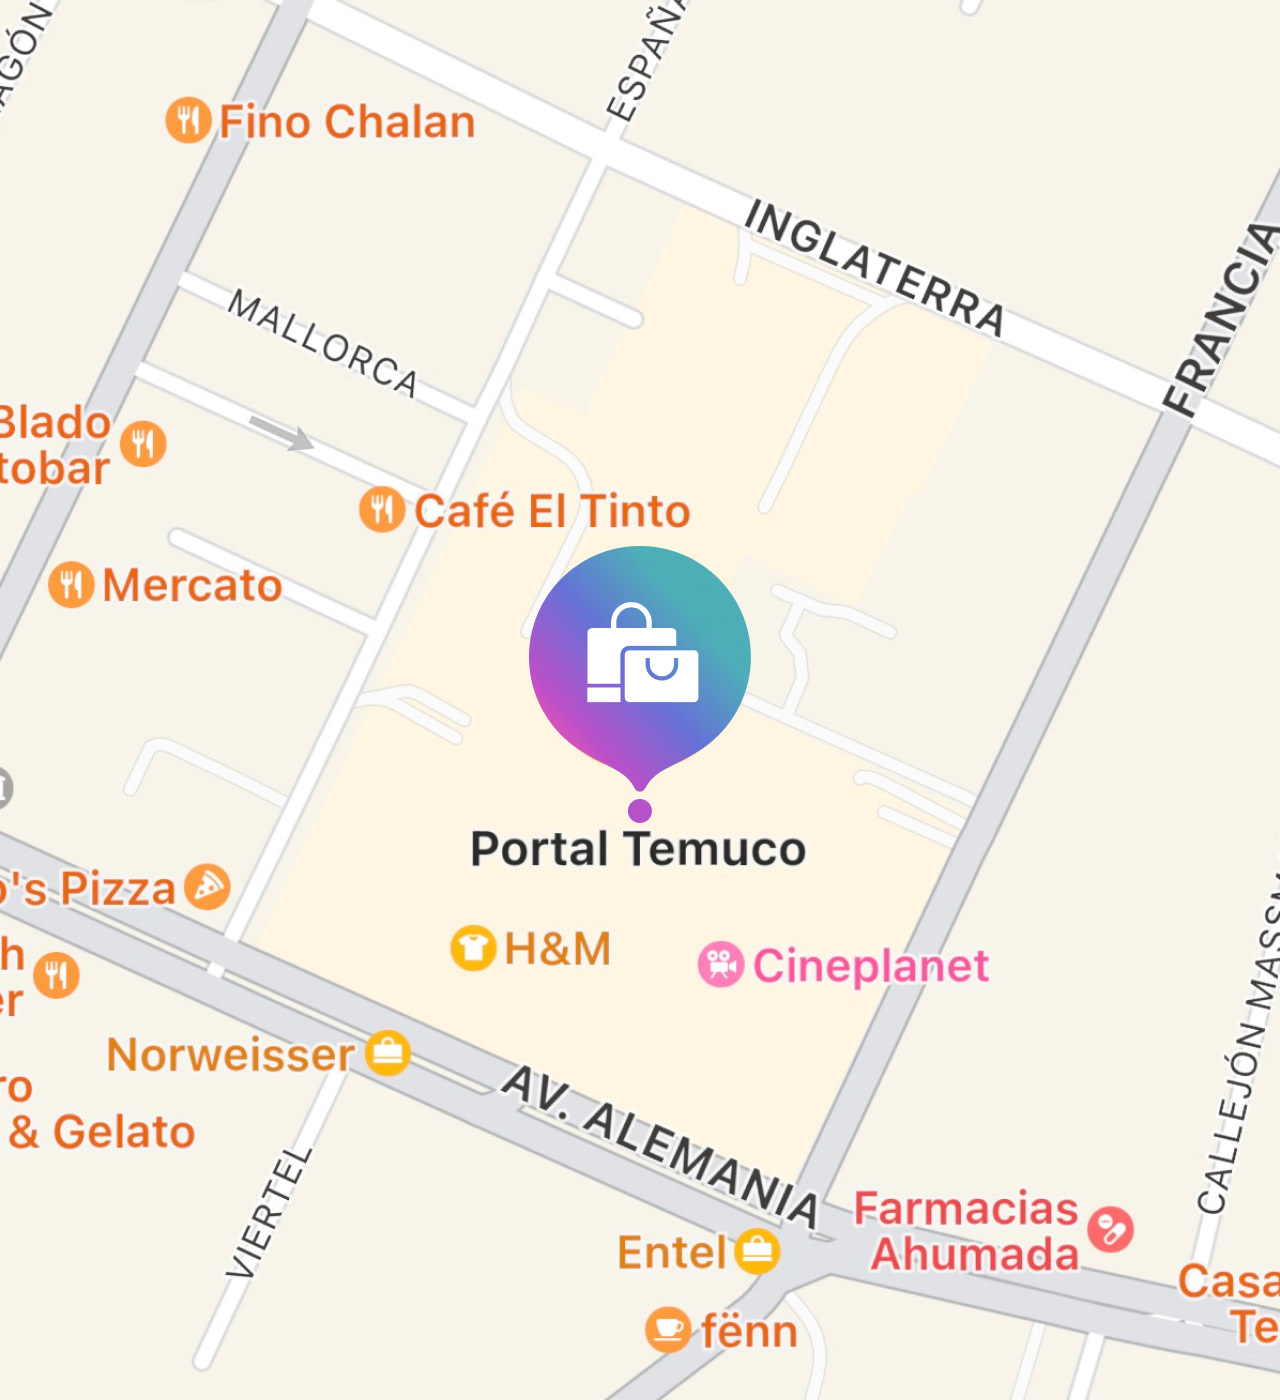 ESPAÑA
Fino Chalan
INGLATERRA
FRANCIA
MALLORCA
Blado
Café El Tinto
Mercato
Portal Temuco
Pizza
H&M
Cineplanet
Norweisser
& Gelato
AV. ALEMANIA
VIERTEL
CALLEJÓN
Farmacias
Ahumada
Entel
Casa
fënn